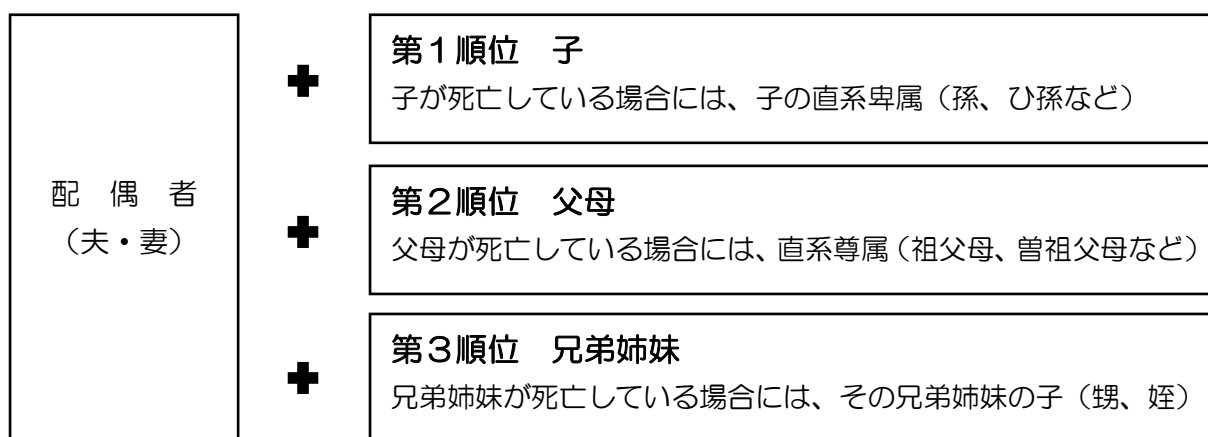 配 偶 者
（夫・妻）
第1順位 子
子が死亡している場合には、子の直系卑属（孫、ひ孫など）
第2順位 父母
父母が死亡している場合には、直系尊属（祖父母、曽祖父母など）
第3順位 兄弟姉妹
兄弟姉妹が死亡している場合には、その兄弟姉妹の子（甥、姪）